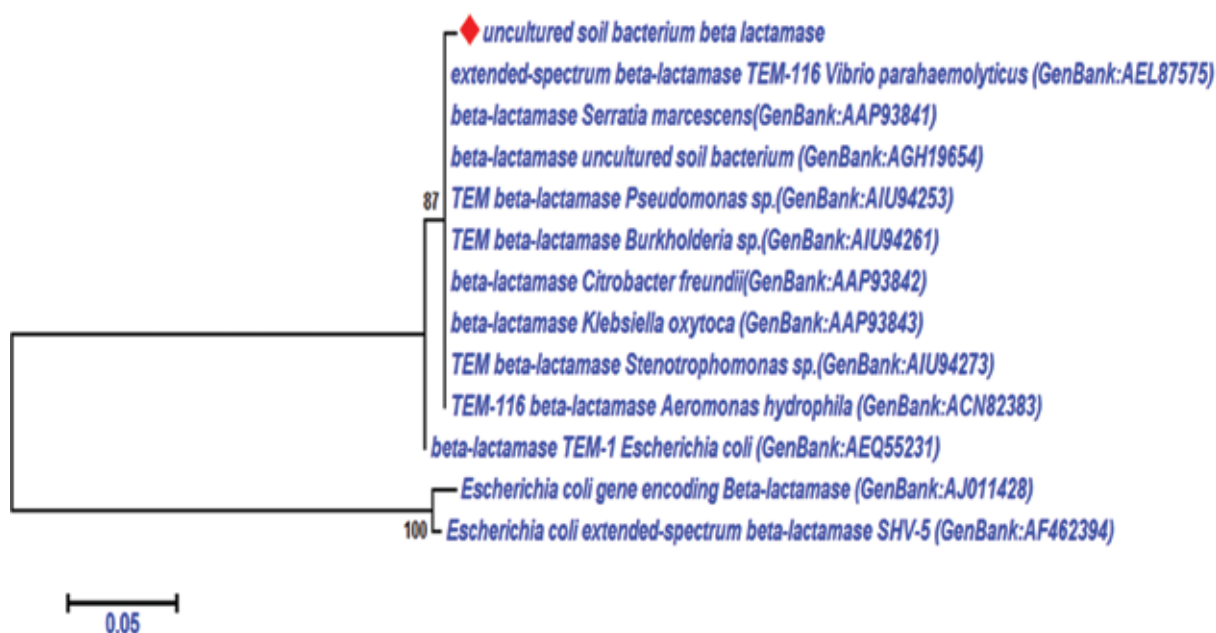 uncultured soil bacterium beta lactamase
extended-spectrum beta-lactamase TEM-116 Vibrio parahaemolyticus (GenBank:AEL87575)
beta-lactamase Serratia marcescens(GenBank:AAP93841)
beta-lactamase uncultured soil bacterium (GenBank:AGH19654)
87
TEM beta-lactamase Pseudomonas sp.(GenBank:AIU94253)
TEM beta-lactamase Burkholderia sp.(GenBank:AIU94261)
beta-lactamase Citrobacter freundii(GenBank:AAP93842)
beta-lactamase Klebsiella oxytoca (GenBank:AAP93843)
TEM beta-lactamase Stenotrophomonas sp.(GenBank:AIU94273)
TEM-116 beta-lactamase Aeromonas hydrophila (GenBank:ACN82383)
beta-lactamase TEM-1 Escherichia coli (GenBank:AEQ55231)
Escherichia coli gene encoding Beta-lactamase (GenBank:AJ011428)
100
Escherichia coli extended-spectrum beta-lactamase SHV-5 (GenBank:AF462394)
0.05